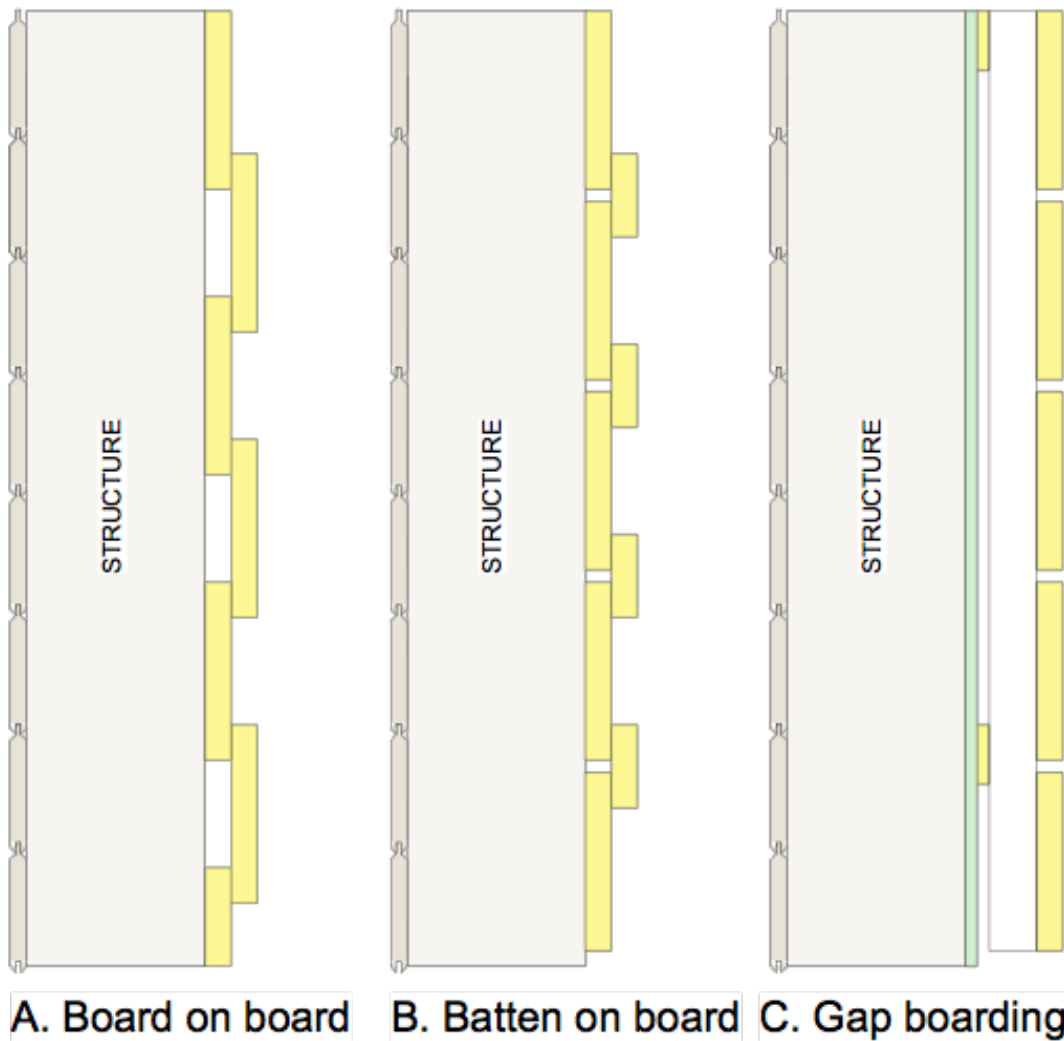 STRUCTURE
STRUCTURE
STRUCTURE
A. Board on board
B. Batten on board
C. Gap boarding